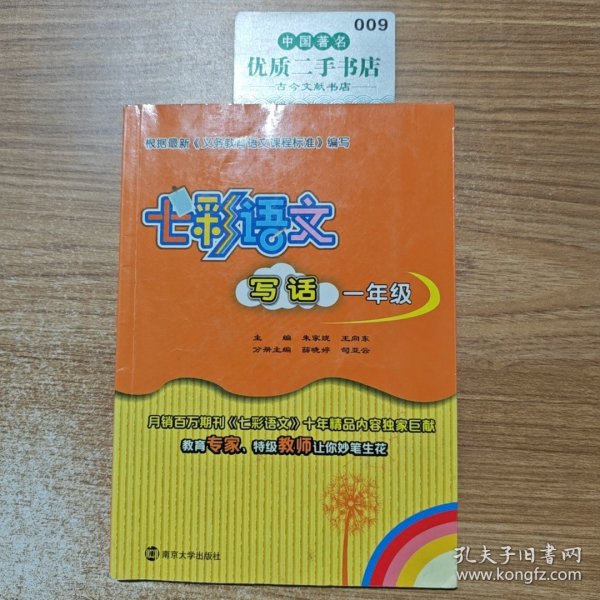 009
中国著名
优质二手书店
古今文献书店
根据最新《义务教育语文课程标准》编写
七彩语文
写话 一年级
主 编 朱家珑 王向东
分册主编 薛晓婷 荀亚云
月销百万期刊《七彩语文》十年精品内容独家巨献
教育专家、特级教师让你妙笔生花
南京大学出版社
孔夫子旧书网
www.kongfz.com